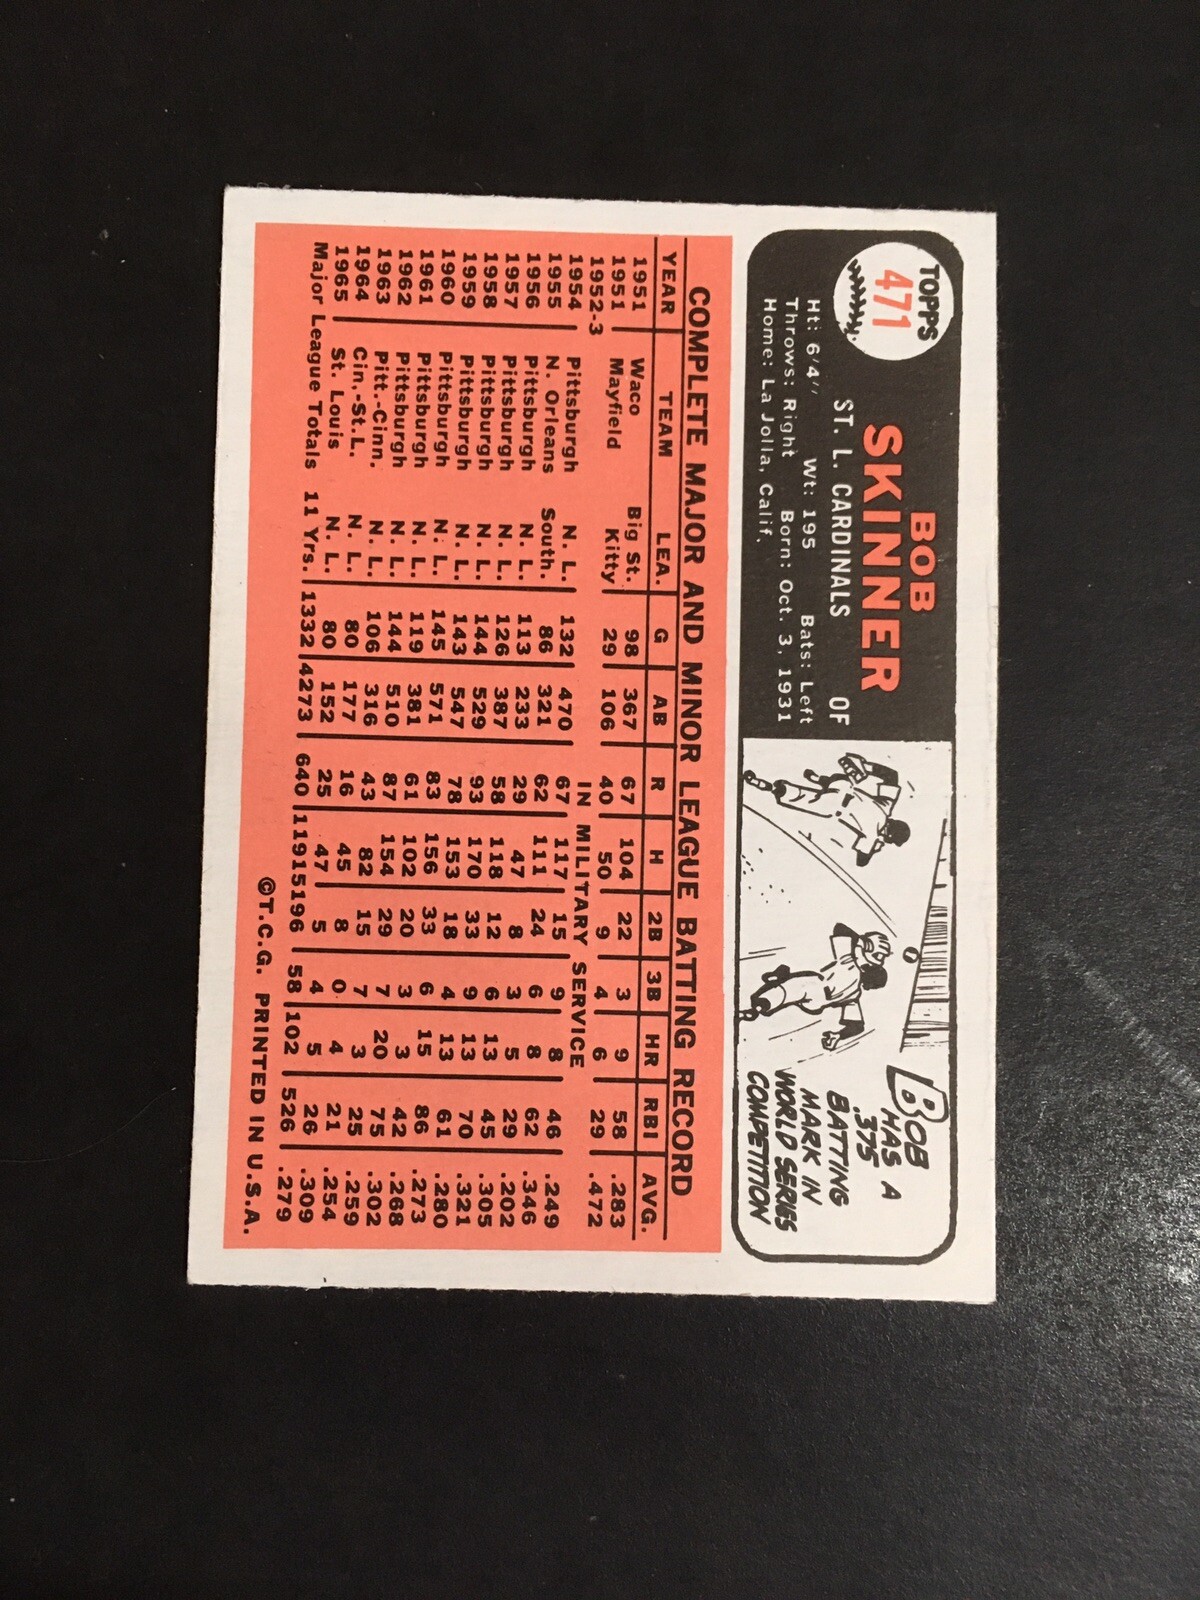 TOPPS
471
BOB
SKINNER
ST. L. CARDINALS OF
Ht: 6'4" Wt: 195 Bats: Left
Throws: Right Born: Oct. 3, 1931
Home: La Jolla, Calif.
BOB
HAS A
.375
BATTING
MARK IN
WORLD SERIES
COMPETITION
COMPLETE MAJOR AND MINOR LEAGUE BATTING RECORD
YEAR TEAM LEA. G AB R H 2B 3B HR RBI AVG.
1951 Waco Big St. 98 367 67 104 22 3 9 58 .283
1951 Mayfield Kitty 29 106 40 50 9 4 6 29 .472
1952-3 IN MILITARY SERVICE
1954 Pittsburgh N. L. 132 470 67 117 15 9 8 46 .249
1955 N. Orleans South. 86 321 62 111 24 6 8 62 .346
1956 Pittsburgh N. L. 113 233 29 47 8 3 5 29 .202
1957 Pittsburgh N. L. 126 387 58 118 12 6 13 45 .305
1958 Pittsburgh N. L. 144 529 93 170 33 9 13 70 .321
1959 Pittsburgh N. L. 143 547 78 153 18 4 13 61 .280
1960 Pittsburgh N. L. 145 571 83 156 33 6 15 86 .273
1961 Pittsburgh N. L. 119 381 61 102 20 3 3 42 .268
1962 Pittsburgh N. L. 144 510 87 154 29 7 20 75 .302
1963 Pitt.-Cinn. N. L. 106 316 43 82 15 7 3 25 .259
1964 Cin.-St.L. N. L. 80 177 16 45 8 0 4 21 .254
1965 St. Louis N. L. 80 152 25 47 5 4 5 26 .309
Major League Totals 11 Yrs. 1332 4273 640 11915196 58 102 526 .279
©T.C.G. PRINTED IN U.S.A.